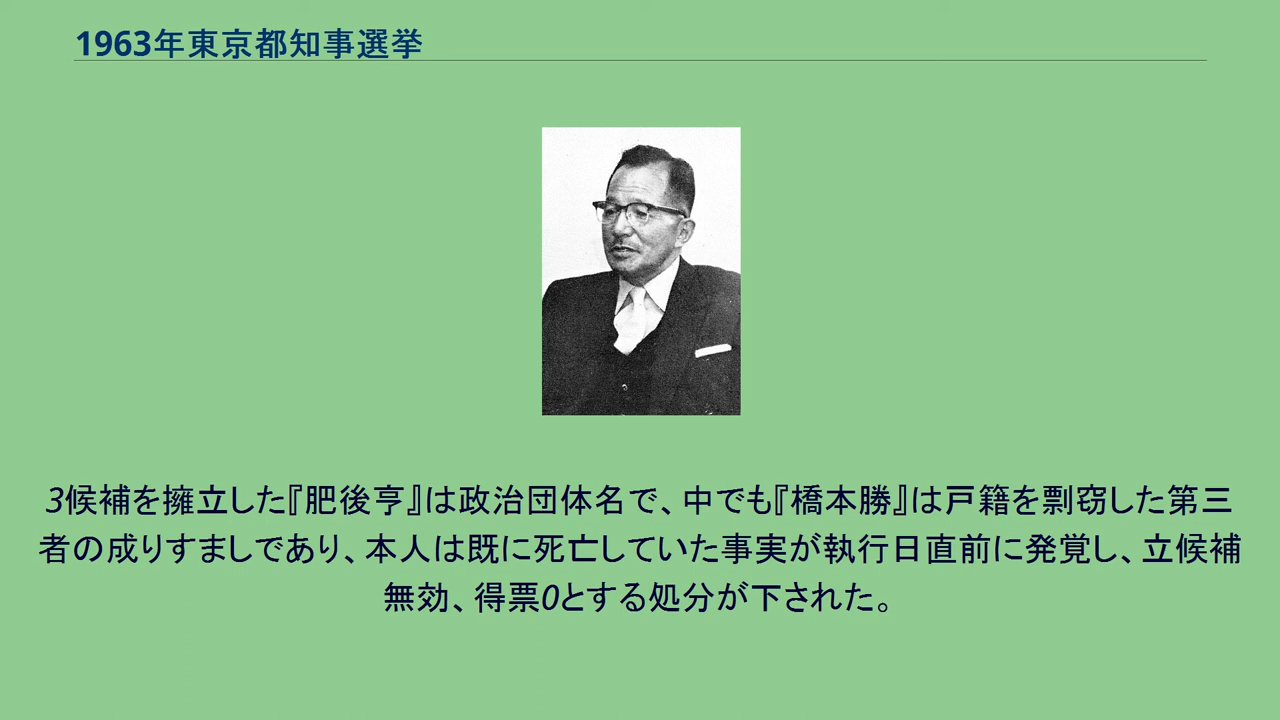 1963年東京都知事選挙
3候補を擁立した『肥後亨』は政治団体名で、中でも『橋本勝』は戸籍を剽窃した第三
者の成りすましであり、本人は既に死亡していた事実が執行日直前に発覚し、立候補
無効、得票0とする処分が下された。